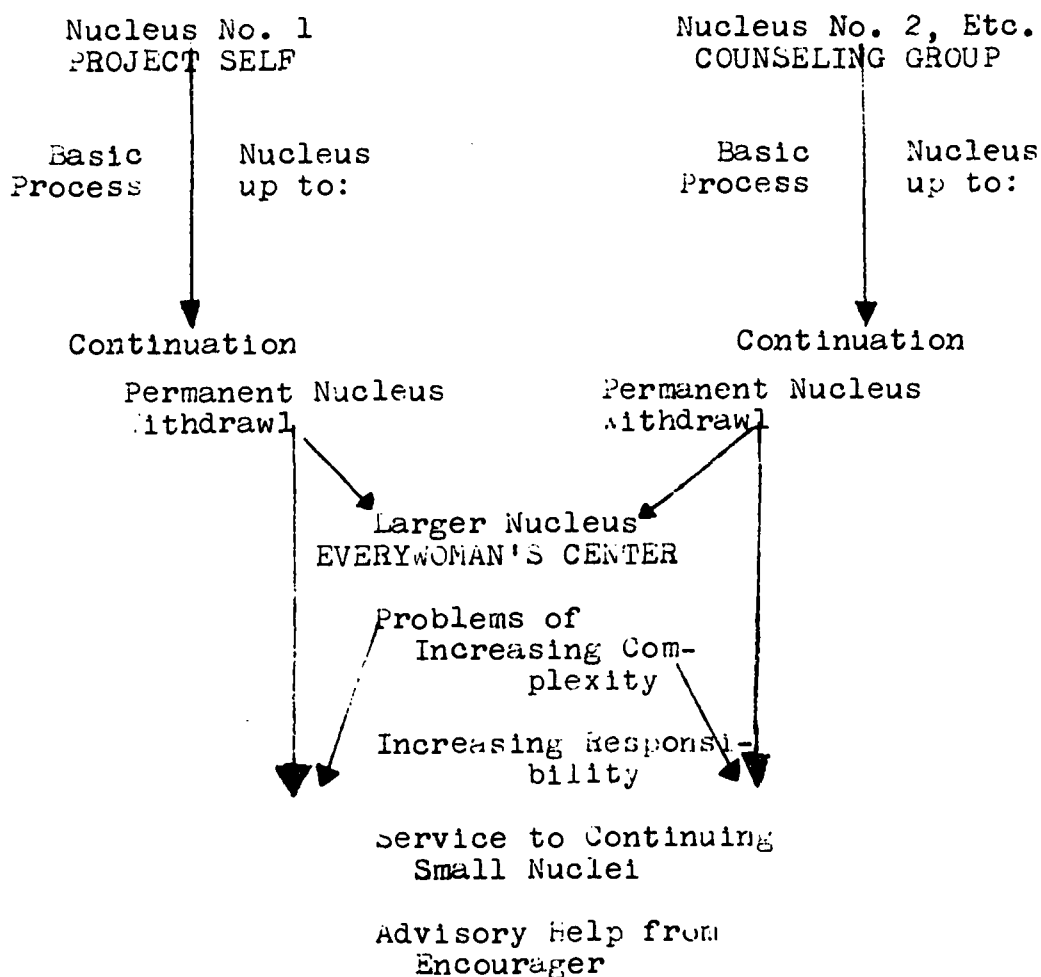 Nucleus No. 1
PROJECT SELF
Nucleus No. 2, Etc.
COUNSELING GROUP
Basic
Process
Nucleus
up to:
Basic
Process
Nucleus
up to:
Continuation
Continuation
Permanent Nucleus
Withdrawl
Permanent Nucleus
Withdrawl
Larger Nucleus
EVERYWOMAN'S CENTER
Problems of
Increasing Com-
plexity
Increasing Responsi-
bility
Service to Continuing
Small Nuclei
Advisory Help from
Encourager